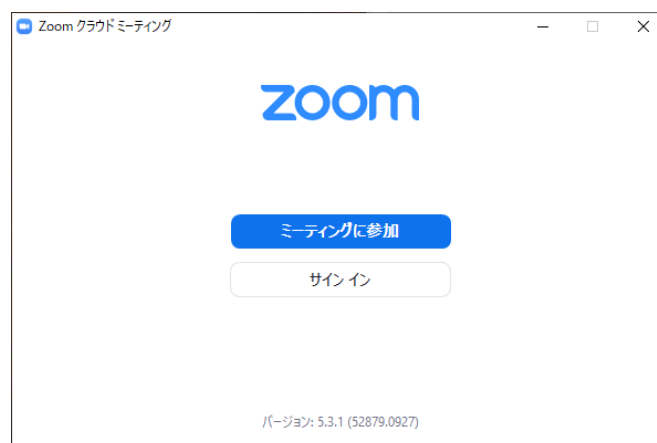 Zoom クラウド ミーティング
zoom
ミーティングに参加
サイン イン
バージョン: 5.3.1 (52879.0927)